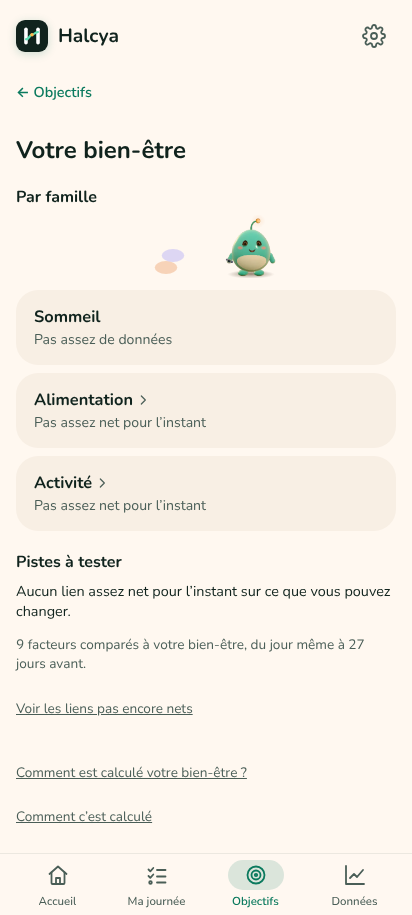 Halcya
← Objectifs
Votre bien-être
Par famille
Sommeil
Pas assez de données
Alimentation >
Pas assez net pour l’instant
Activité >
Pas assez net pour l’instant
Pistes à tester
Aucun lien assez net pour l’instant sur ce que vous pouvez
changer.
9 facteurs comparés à votre bien-être, du jour même à 27
jours avant.
Voir les liens pas encore nets
Comment est calculé votre bien-être ?
Comment c’est calculé
Accueil
Ma journée
Objectifs
Données